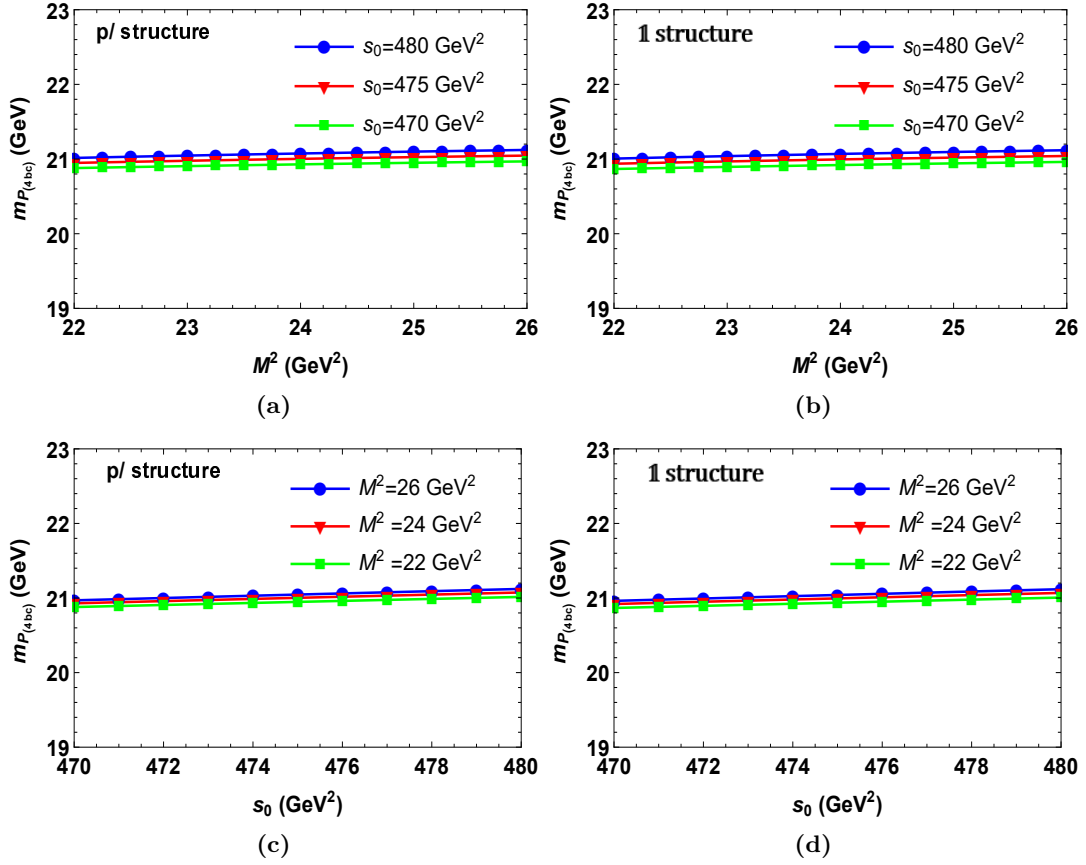 p/ structure
s₀=480 GeV²
s₀=475 GeV²
s₀=470 GeV²
23
22
21
20
19
m_P(4bc) (GeV)
22 23 24 25 26
M² (GeV²)
(a)
𝟙 structure
s₀=480 GeV²
s₀=475 GeV²
s₀=470 GeV²
23
22
21
20
19
m_P(4bc) (GeV)
22 23 24 25 26
M² (GeV²)
(b)
p/ structure
M²=26 GeV²
M² =24 GeV²
M² =22 GeV²
23
22
21
20
19
m_P(4bc) (GeV)
470 472 474 476 478 480
s₀ (GeV²)
(c)
𝟙 structure
M²=26 GeV²
M² =24 GeV²
M² =22 GeV²
23
22
21
20
19
m_P(4bc) (GeV)
470 472 474 476 478 480
s₀ (GeV²)
(d)